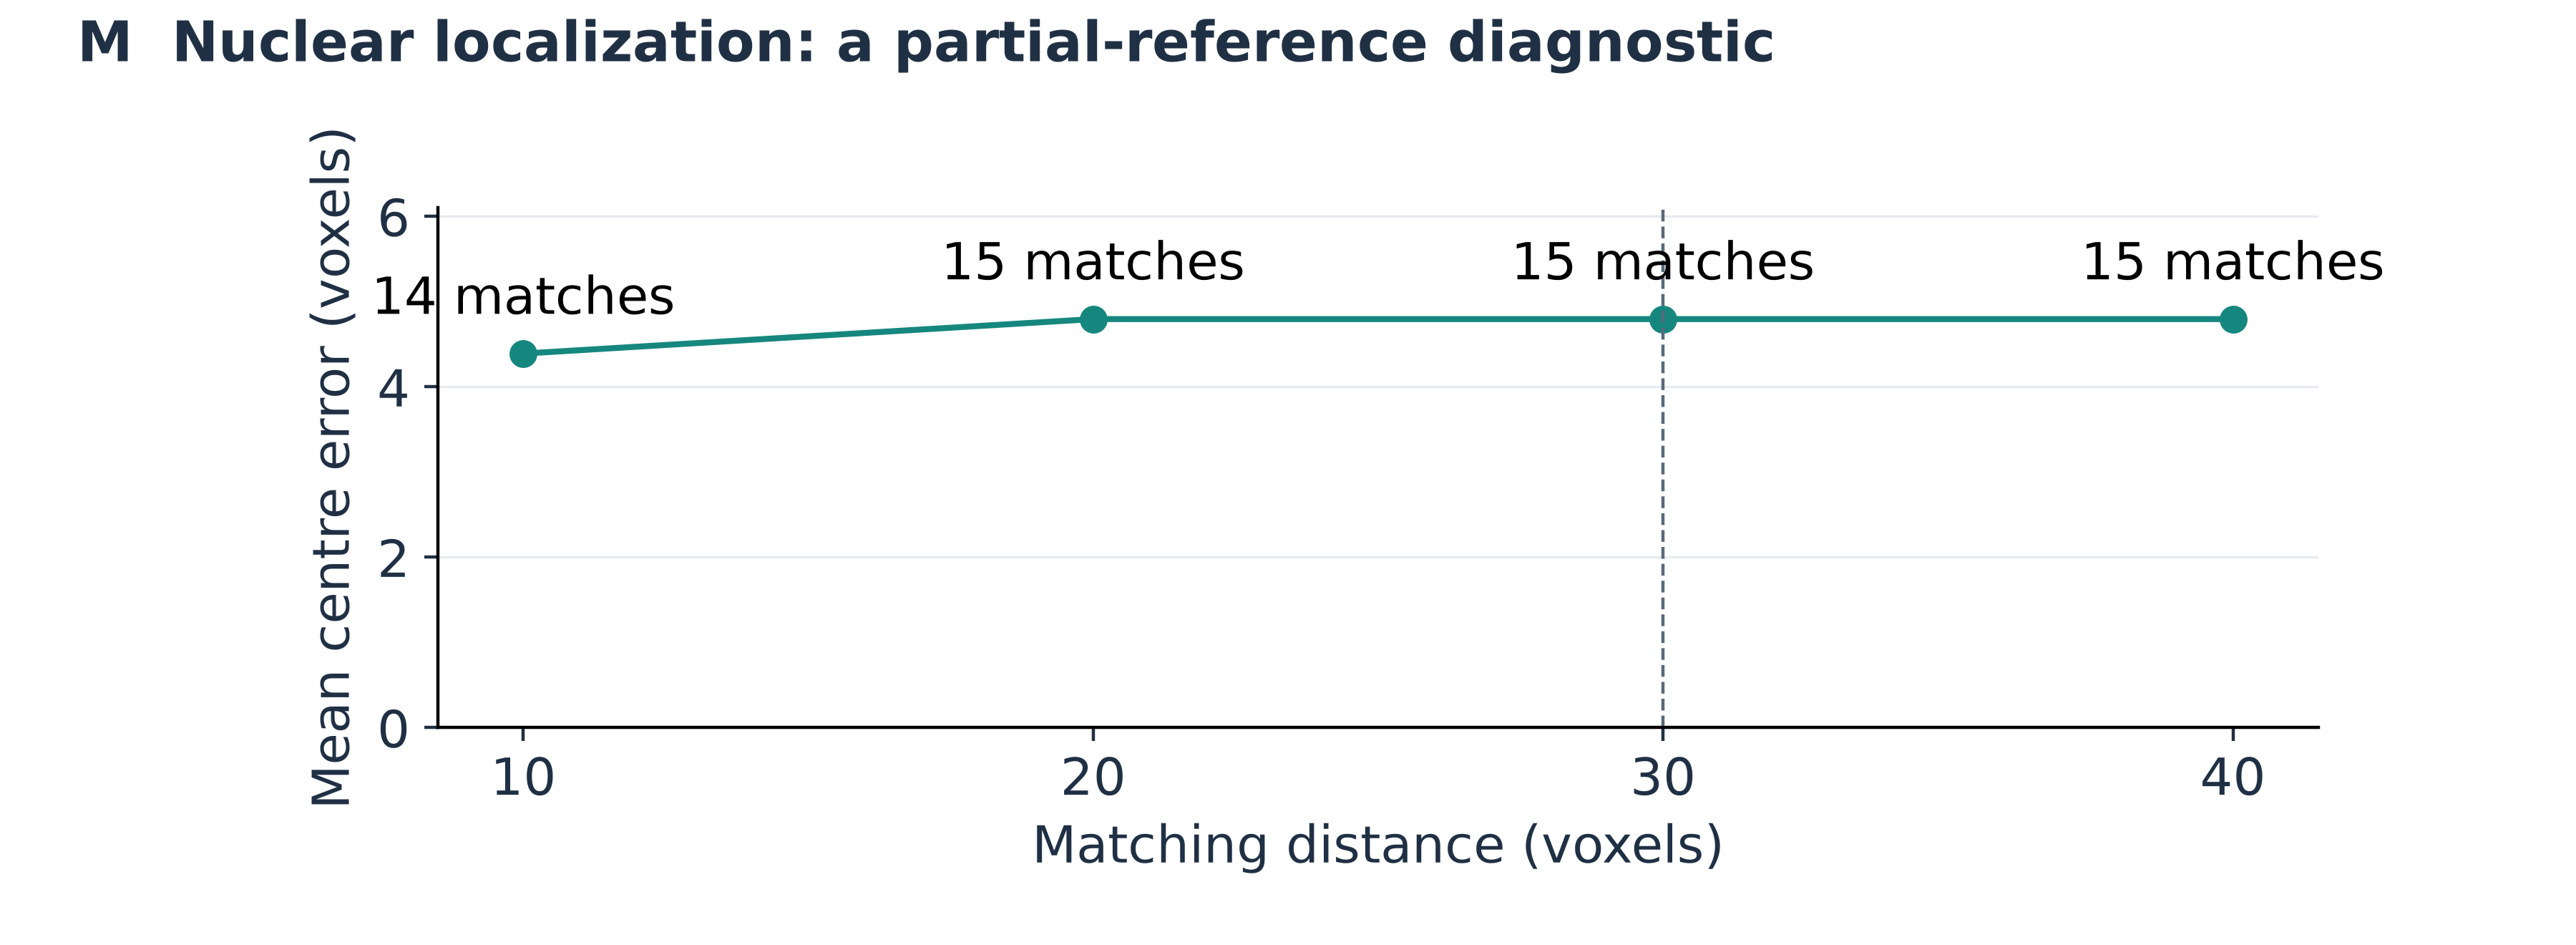 M  Nuclear localization: a partial-reference diagnostic
Mean centre error (voxels)
6
4
2
0
14 matches
15 matches
15 matches
15 matches
10
20
30
40
Matching distance (voxels)